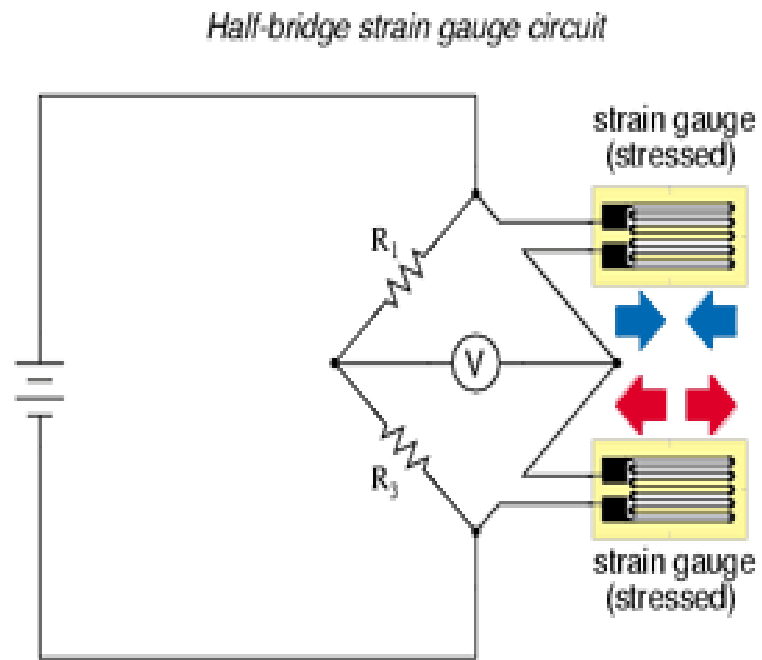 Half-bridge strain gauge circuit
strain gauge
(stressed)
R1
V
R3
strain gauge
(stressed)